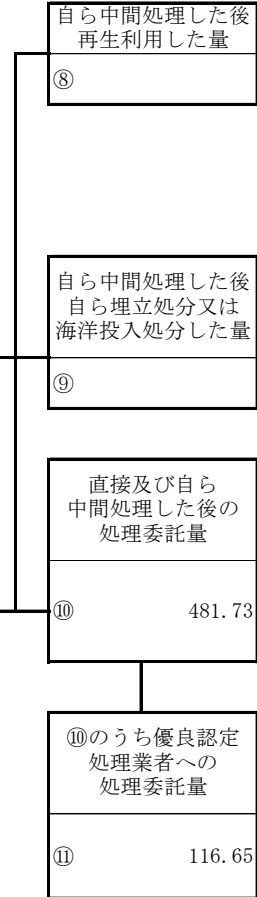 自ら中間処理した後
再生利用した量
⑧
自ら中間処理した後
自ら埋立処分又は
海洋投入処分した量
⑨
直接及び自ら
中間処理した後の
処理委託量
⑩ 481.73
⑩のうち優良認定
処理業者への
処理委託量
⑪ 116.65